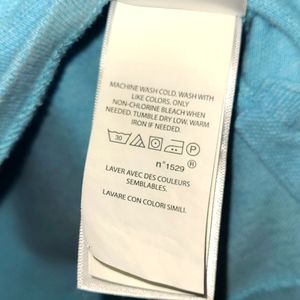 MACHINE WASH COLD. WASH WITH
LIKE COLORS. ONLY
NON-CHLORINE BLEACH WHEN
NEEDED. TUMBLE DRY LOW. WARM
IRON IF NEEDED.
30 P
n°1529
LAVER AVEC DES COULEURS
SEMBLABLES.
LAVARE CON COLORI SIMILI.